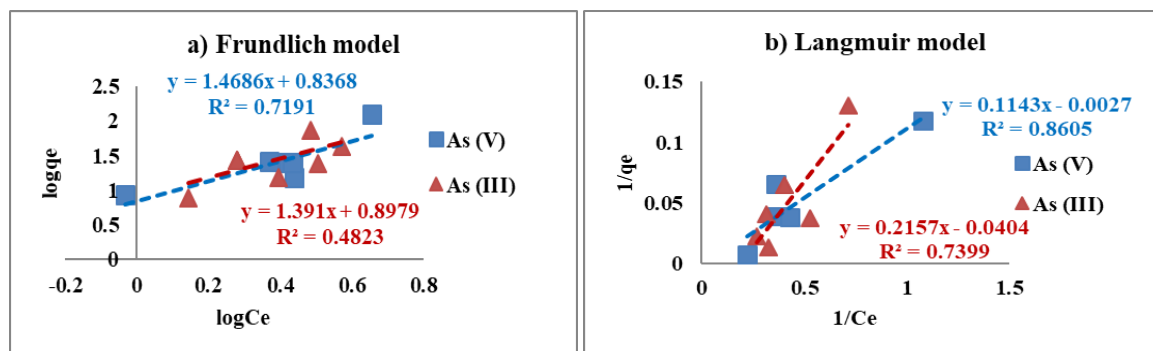 a) Frundlich model
y = 1.4686x + 0.8368
R² = 0.7191
2.5
2
1.5
1
0.5
0
logqe
As (V)
As (III)
y = 1.391x + 0.8979
R² = 0.4823
-0.2 0 0.2 0.4 0.6 0.8
logCe
b) Langmuir model
0.15
0.1
0.05
0
1/qe
y = 0.1143x - 0.0027
R² = 0.8605
As (V)
As (III)
y = 0.2157x - 0.0404
R² = 0.7399
0 0.5 1 1.5
1/Ce